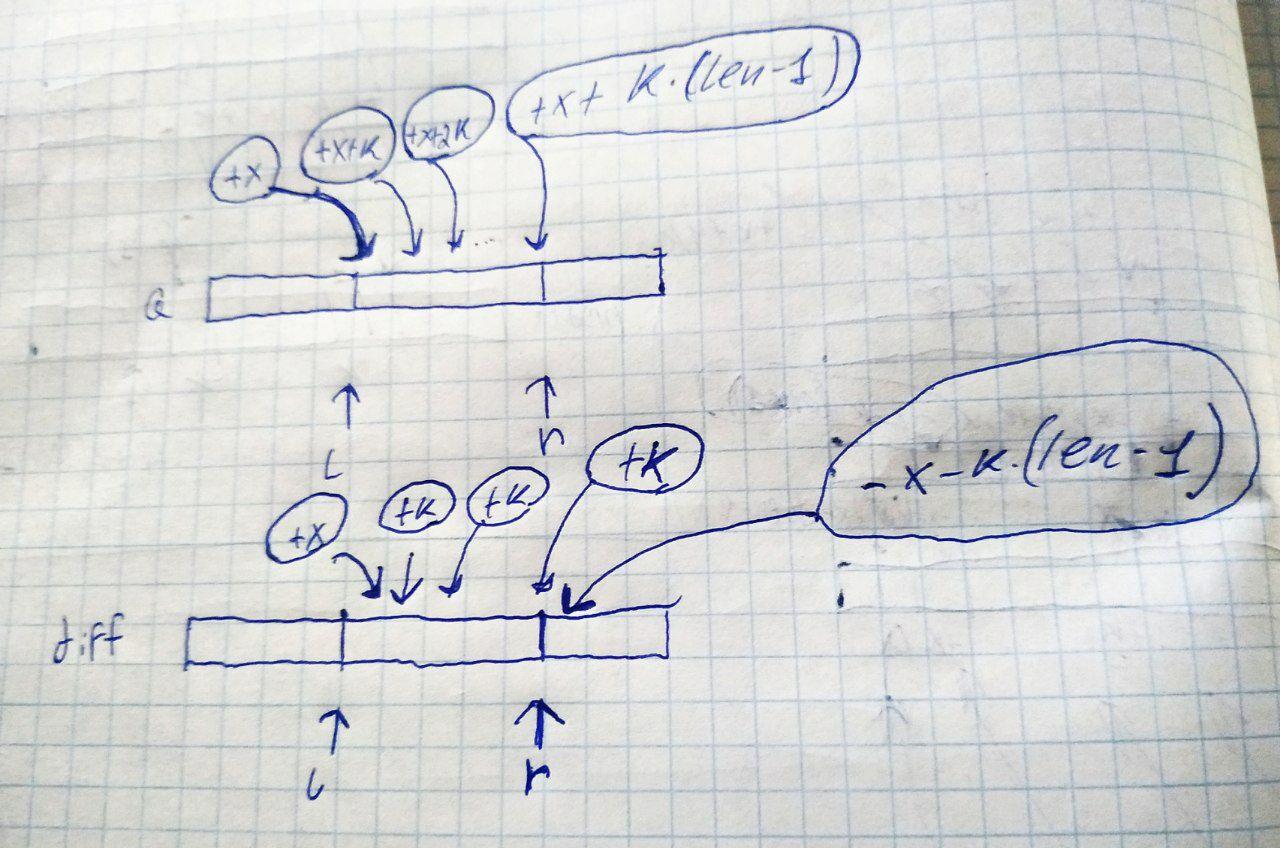 +x +x+k +x+2k +x+k·(len-1)
...
a
l r
+x +k +k +k -x-k·(len-1)
diff
l r